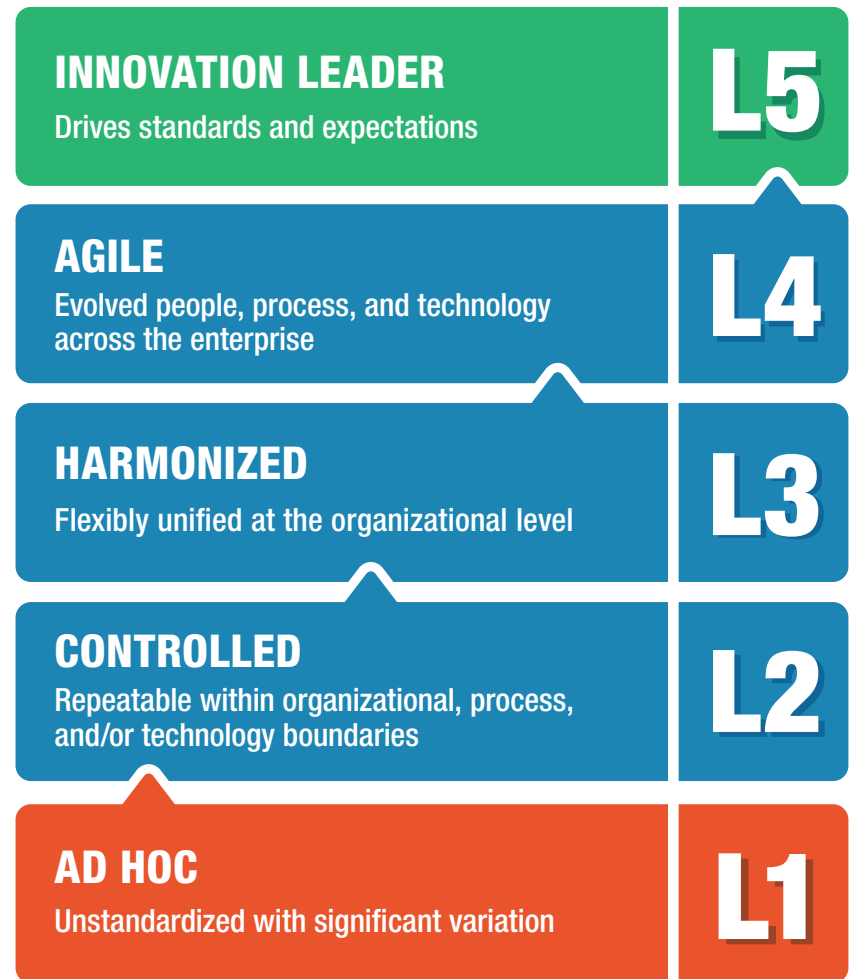 INNOVATION LEADER
Drives standards and expectations
L5
AGILE
Evolved people, process, and technology
across the enterprise
L4
HARMONIZED
Flexibly unified at the organizational level
L3
CONTROLLED
Repeatable within organizational, process,
and/or technology boundaries
L2
AD HOC
Unstandardized with significant variation
L1